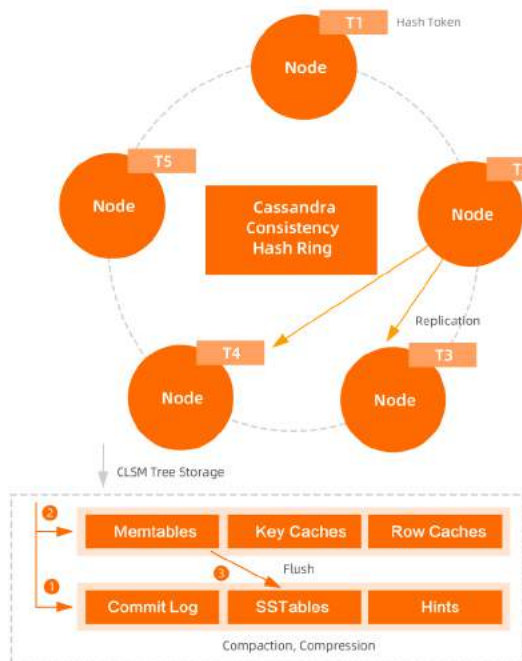 T1
Hash Token
Node
T5
Node
Cassandra
Consistency
Hash Ring
Node
Replication
T4
Node
T3
Node
CLSM Tree Storage
2
Memtables
Key Caches
Row Caches
3
Flush
1
Commit Log
SSTables
Hints
Compaction, Compression